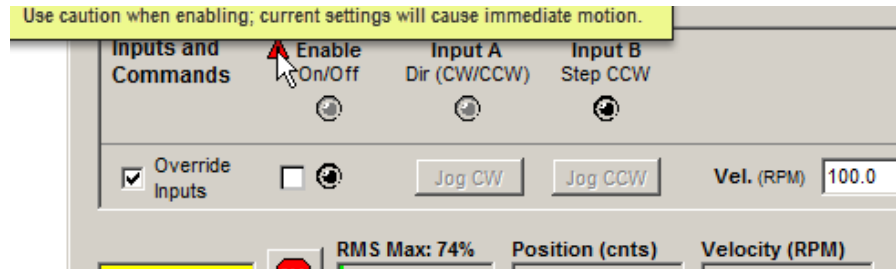 Use caution when enabling; current settings will cause immediate motion.
Inputs and Commands
Enable
On/Off
Input A
Dir (CW/CCW)
Input B
Step CCW
Override Inputs
Jog CW
Jog CCW
Vel. (RPM)
100.0
RMS Max: 74%
Position (cnts)
Velocity (RPM)